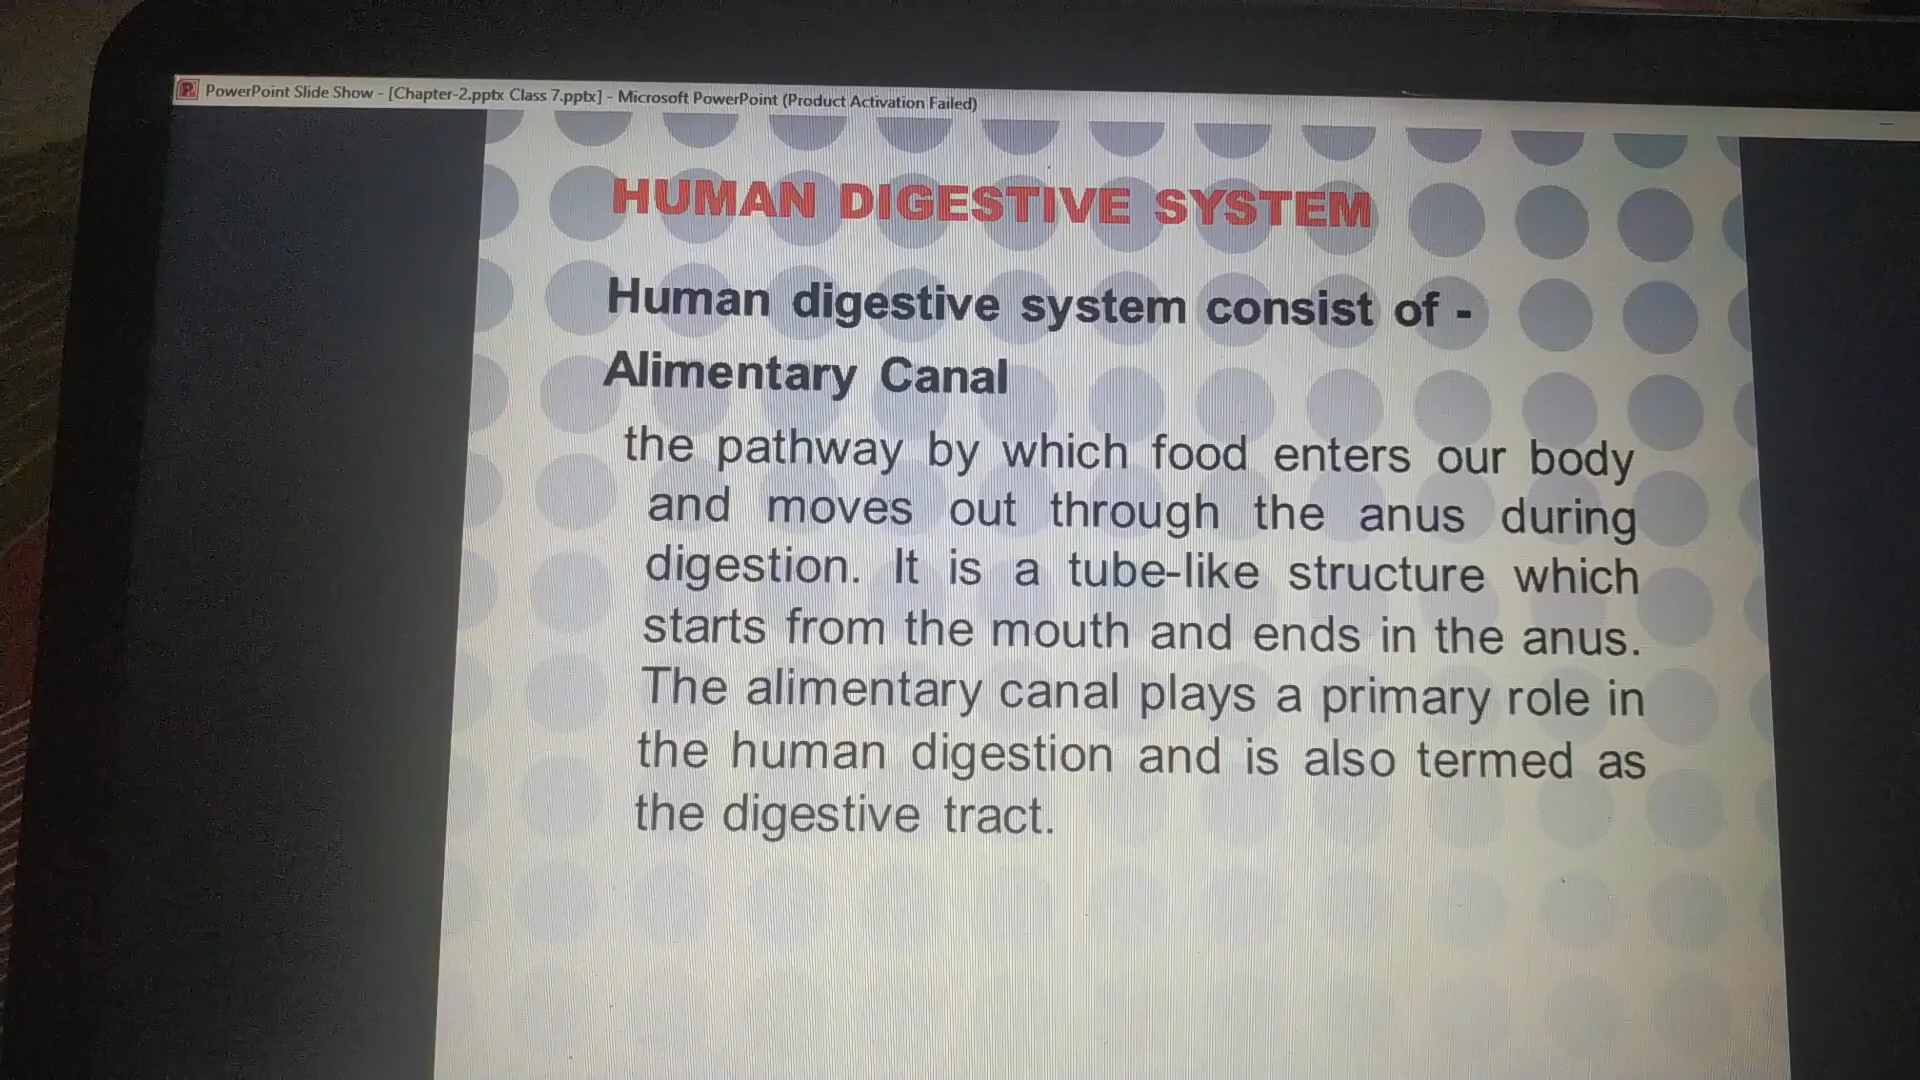 PowerPoint Slide Show - [Chapter-2.pptx Class 7.pptx] - Microsoft PowerPoint (Product Activation Failed)
HUMAN DIGESTIVE SYSTEM
Human digestive system consist of -
Alimentary Canal
the pathway by which food enters our body
and moves out through the anus during
digestion. It is a tube-like structure which
starts from the mouth and ends in the anus.
The alimentary canal plays a primary role in
the human digestion and is also termed as
the digestive tract.